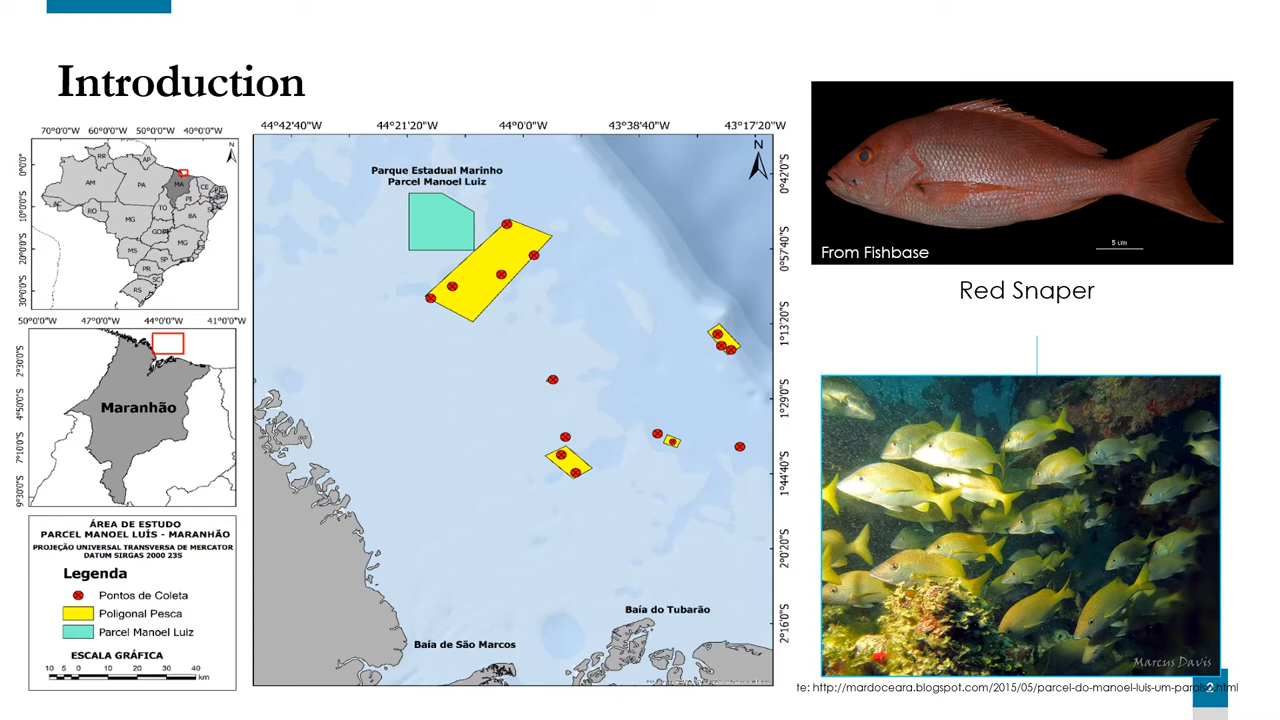 Introduction
70°0'0"W 60°0'0"W 50°0'0"W 40°0'0"W
0°0'0"
10°0'0"S
20°0'0"S
30°0'0"S
N
RR
AP
AM
PA
MA
CE
PI
AC
RO
TO
BA
MG
GO
MS
MG
SP
PR
SC
RS
50°0'0"W 47°0'0"W 44°0'0"W 41°0'0"W
2°30'0"S
4°50'0"S
7°10'0"S
9°30'0"S
Maranhão
ÁREA DE ESTUDO
PARCEL MANOEL LUÍS - MARANHÃO
PROJEÇÃO UNIVERSAL TRANSVERSA DE MERCATOR
DATUM SIRGAS 2000 23S
Legenda
Pontos de Coleta
Poligonal Pesca
Parcel Manoel Luiz
ESCALA GRÁFICA
10 5 0 10 20 30 40
km
44°42'40"W 44°21'20"W 44°0'0"W 43°38'40"W 43°17'20"W
N
Parque Estadual Marinho
Parcel Manoel Luiz
0°42'0"S
0°57'40"S
1°13'20"S
1°29'0"S
1°44'40"S
2°0'20"S
2°16'0"S
Baía do Tubarão
Baía de São Marcos
From Fishbase
5 cm
Red Snaper
Marcus Davis
te: http://mardoceara.blogspot.com/2015/05/parcel-do-manoel-luis-um-paraiso.html
2